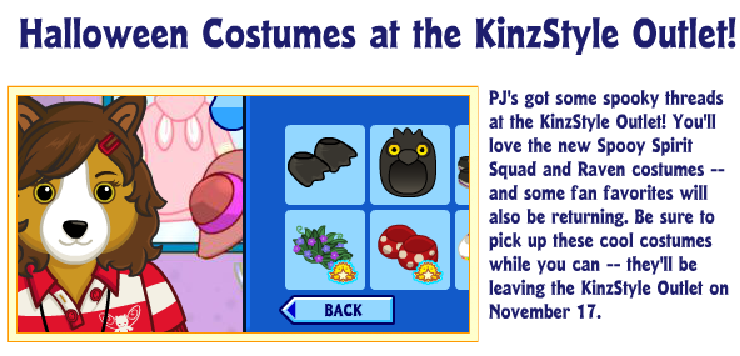 Halloween Costumes at the KinzStyle Outlet!
PJ's got some spooky threads
at the KinzStyle Outlet! You'll
love the new Spooy Spirit
Squad and Raven costumes --
and some fan favorites will
also be returning. Be sure to
pick up these cool costumes
while you can -- they'll be
leaving the KinzStyle Outlet on
November 17.
BACK